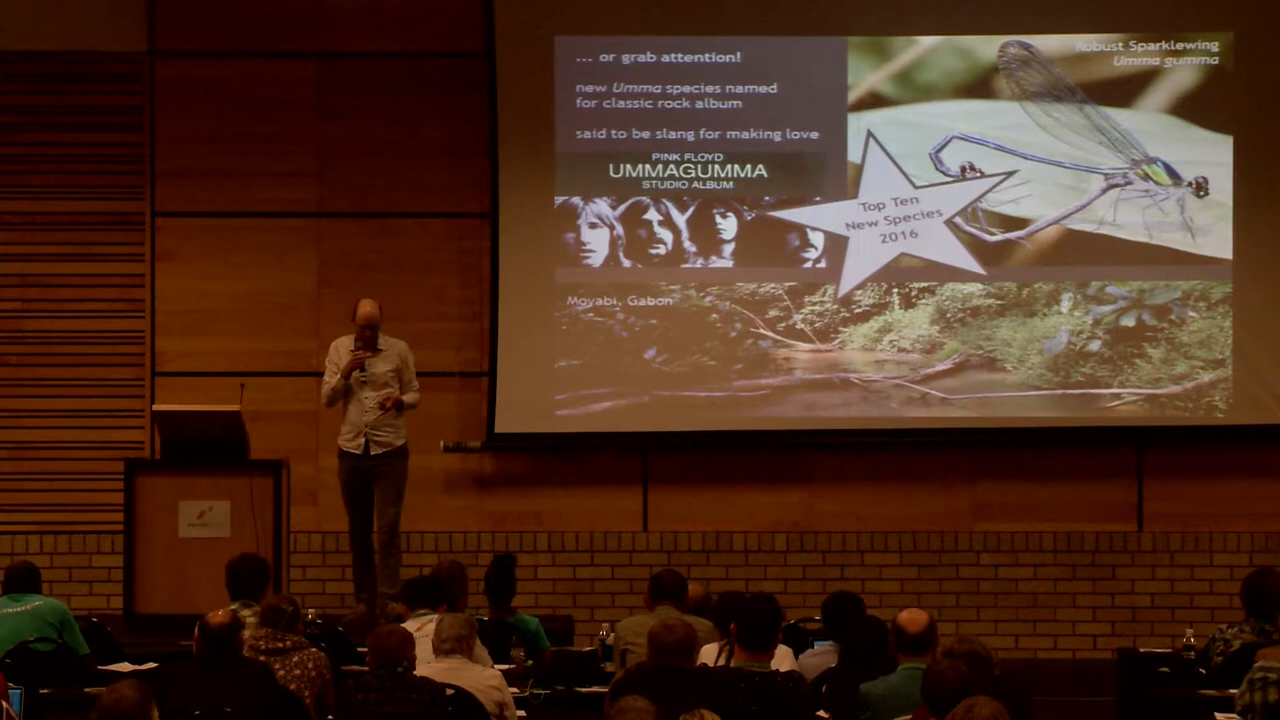 ... or grab attention!
new Umma species named
for classic rock album
said to be slang for making love
PINK FLOYD
UMMAGUMMA
STUDIO ALBUM
Robust Sparklewing
Umma gumma
Top Ten
New Species
2016
Moyabi, Gabon